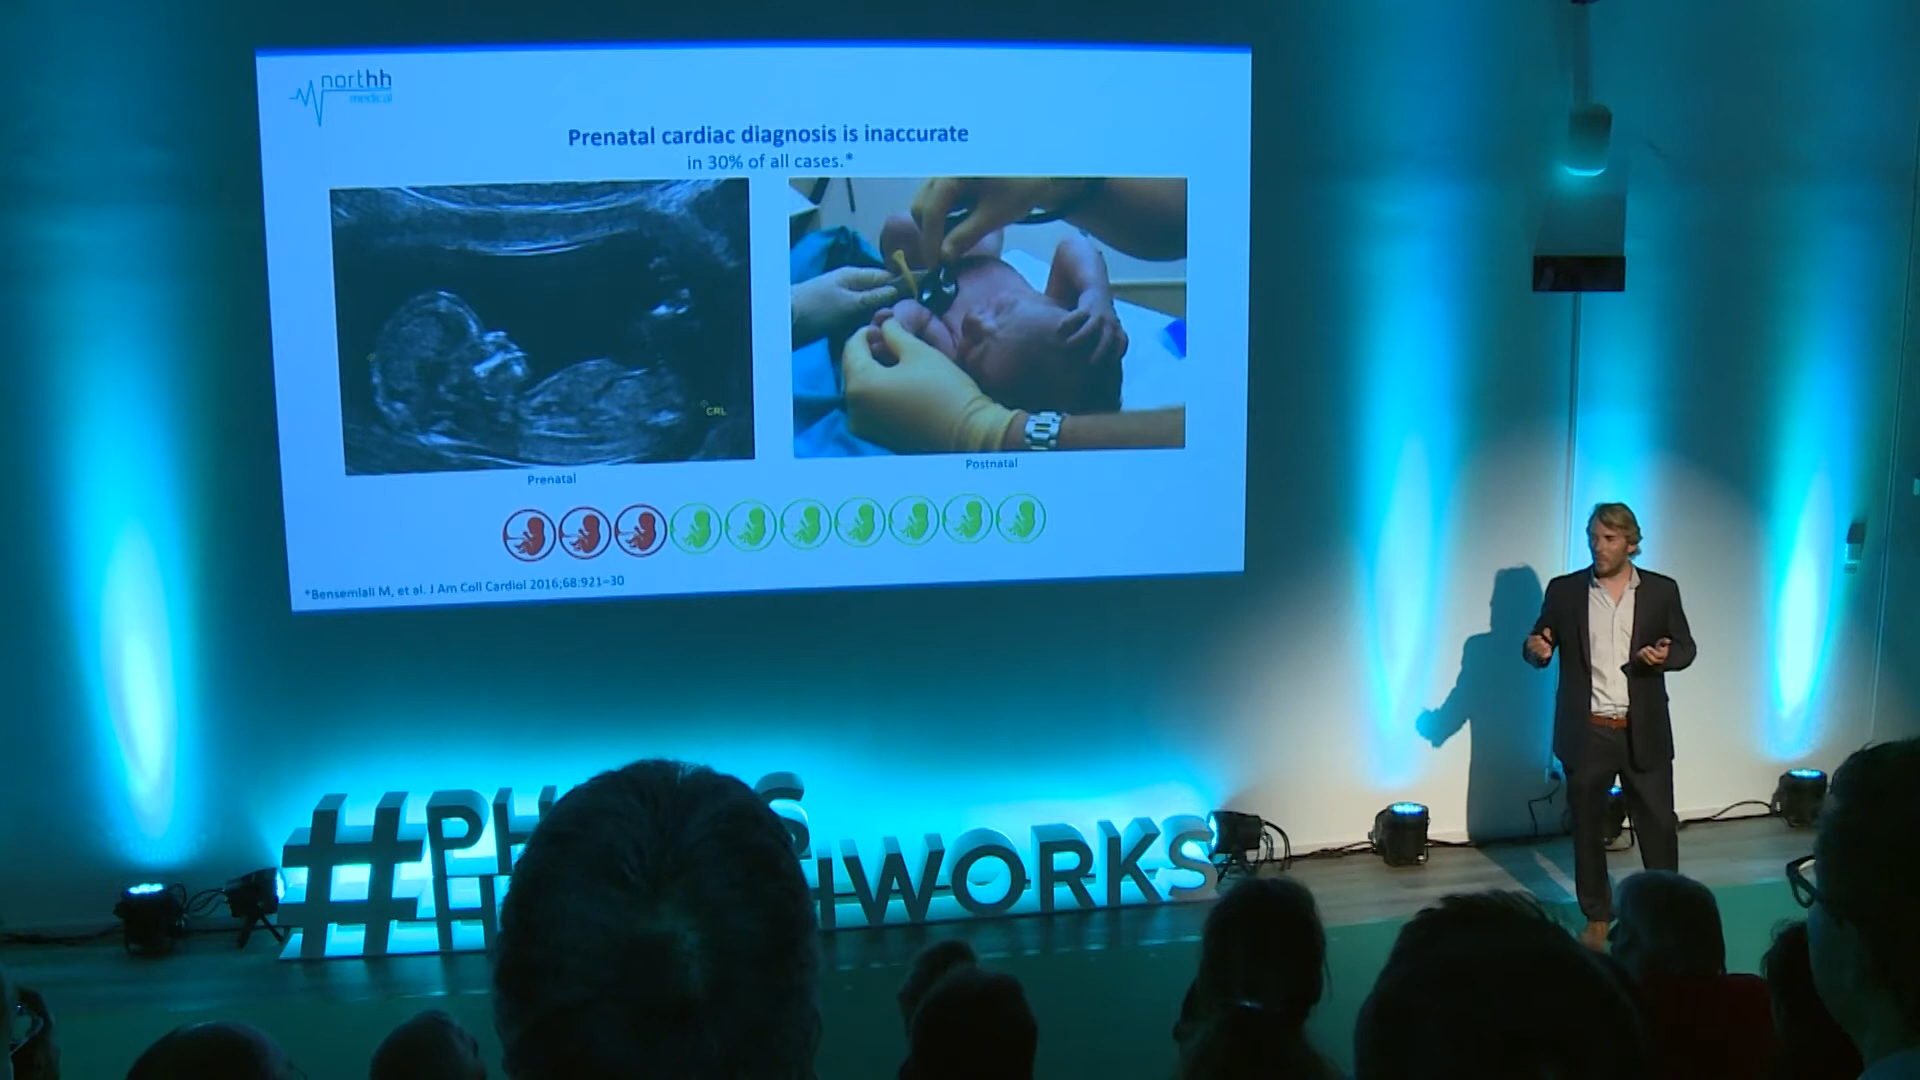 northh
medical
Prenatal cardiac diagnosis is inaccurate
in 30% of all cases.*
CRL
Prenatal
Postnatal
*Bensemlali M, et al. J Am Coll Cardiol 2016;68:921–30
#PH
WORKS